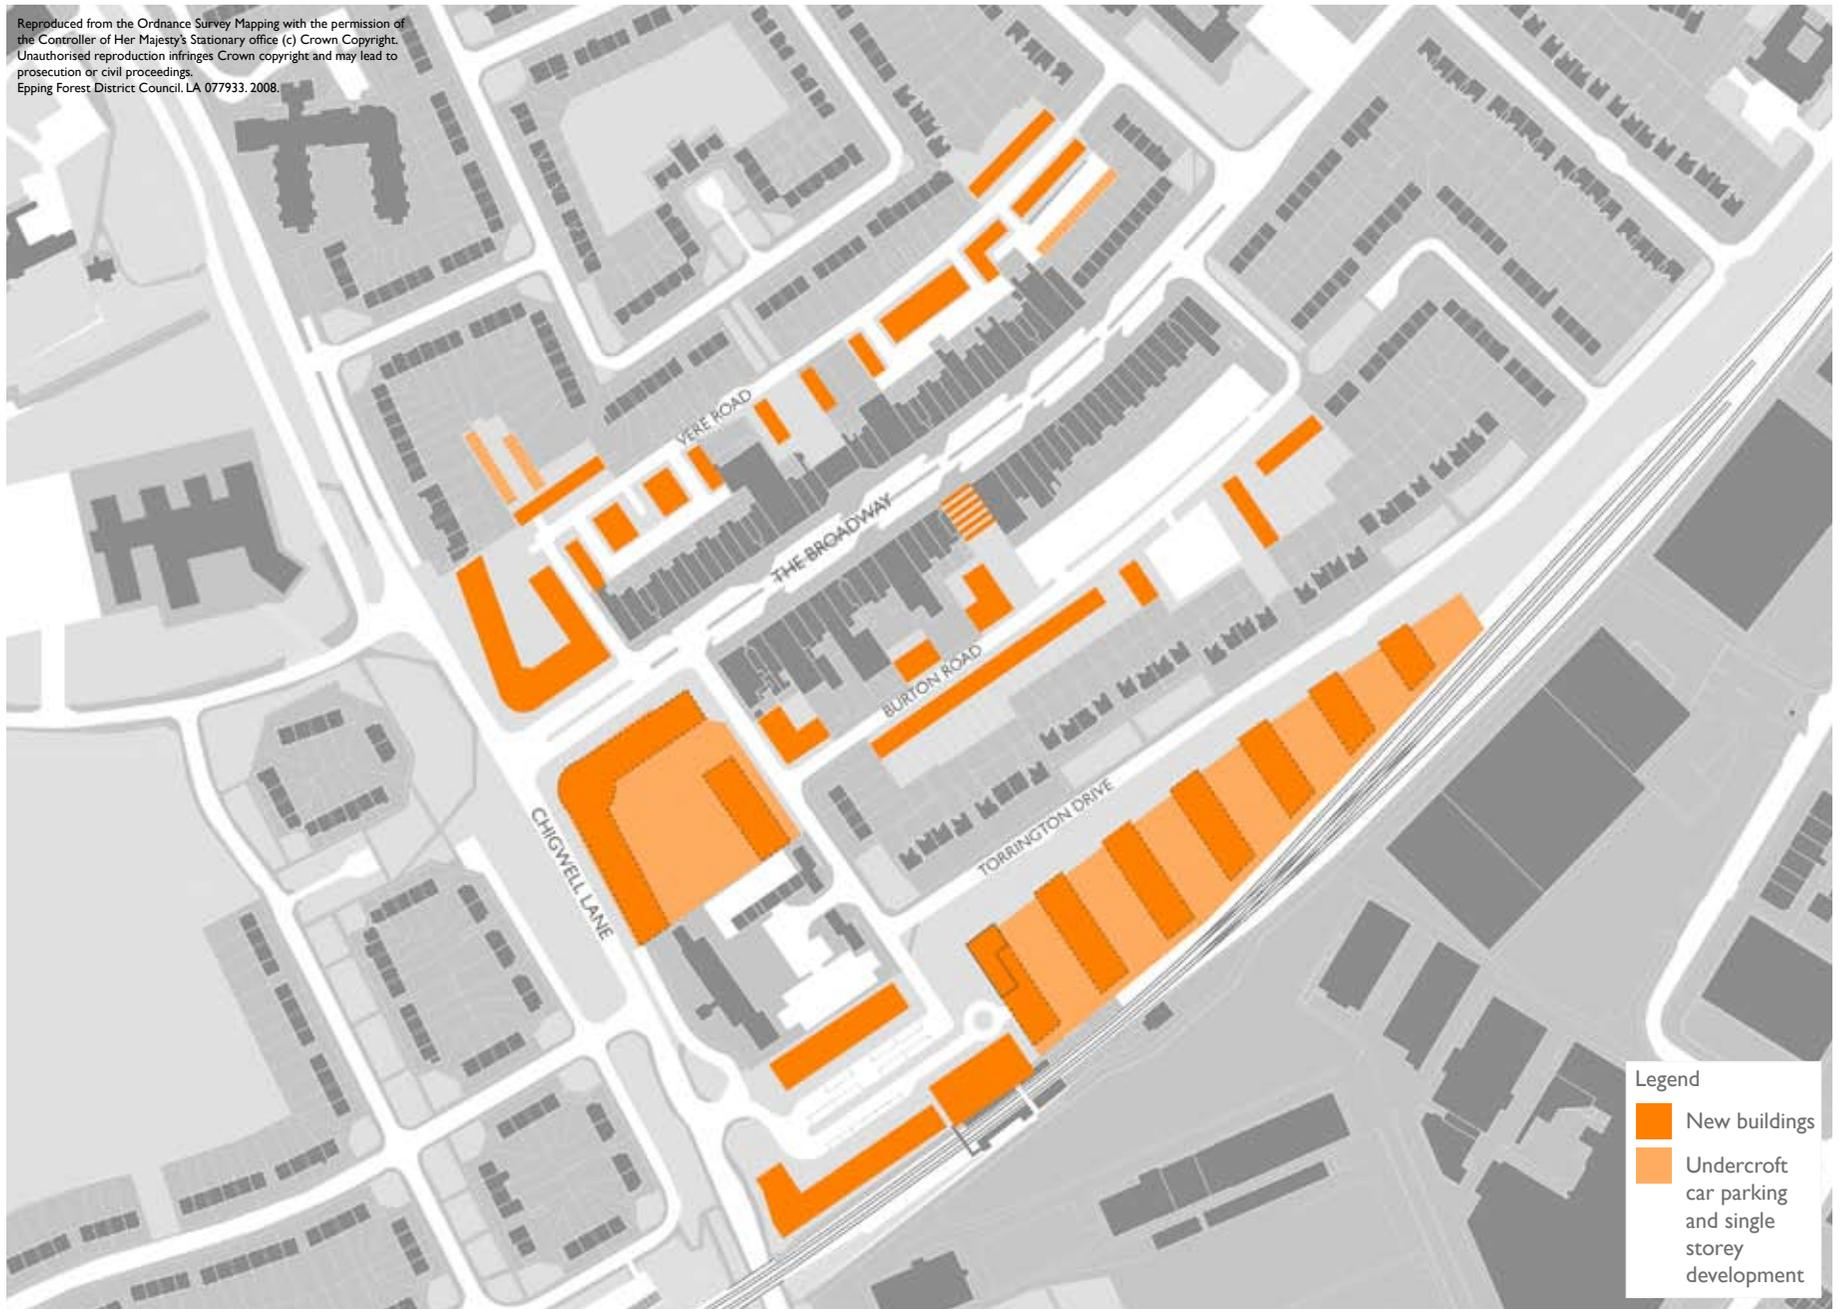 Reproduced from the Ordnance Survey Mapping with the permission of
the Controller of Her Majesty's Stationary office (c) Crown Copyright.
Unauthorised reproduction infringes Crown copyright and may lead to
prosecution or civil proceedings.
Epping Forest District Council. LA 077933. 2008.
VERE ROAD
THE BROADWAY
BURTON ROAD
TORRINGTON DRIVE
CHIGWELL LANE
Legend
New buildings
Undercroft
car parking
and single
storey
development